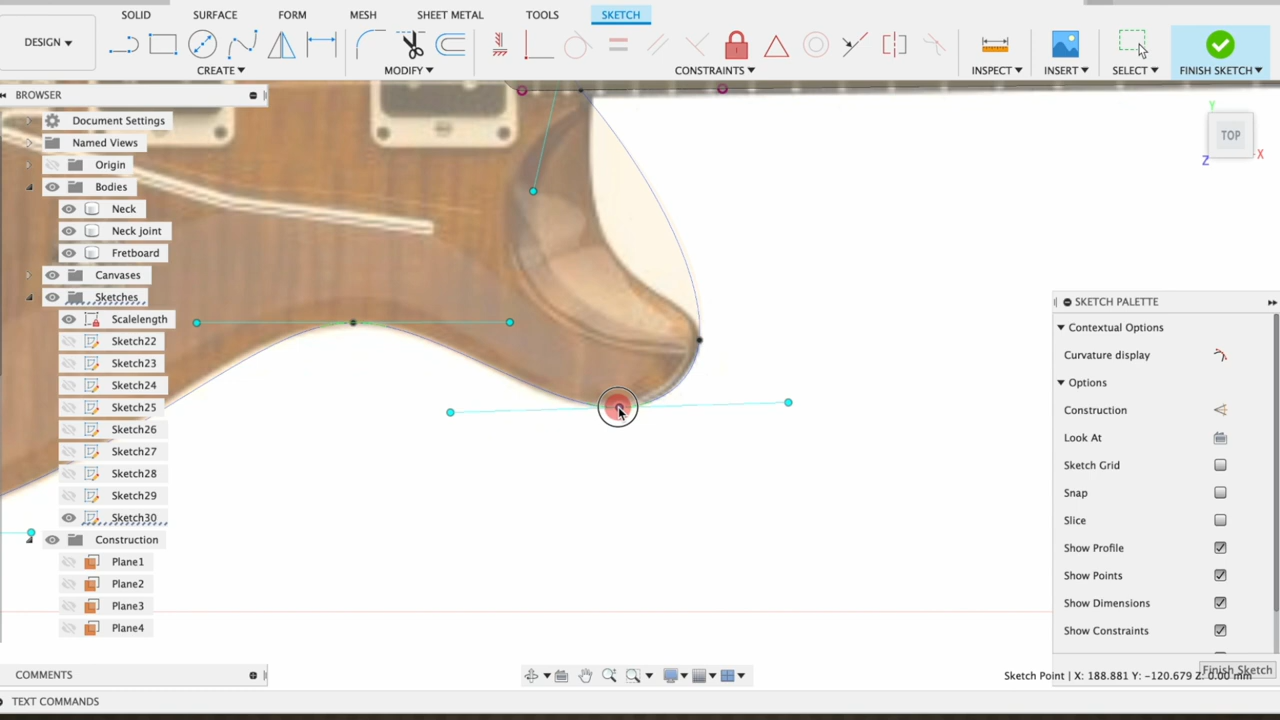 SOLID SURFACE FORM MESH SHEET METAL TOOLS SKETCH
DESIGN
CREATE MODIFY CONSTRAINTS INSPECT INSERT SELECT FINISH SKETCH
BROWSER
Document Settings
Named Views
Origin
Bodies
Neck
Neck joint
Fretboard
Canvases
Sketches
Scalelength
Sketch22
Sketch23
Sketch24
Sketch25
Sketch26
Sketch27
Sketch28
Sketch29
Sketch30
Construction
Plane1
Plane2
Plane3
Plane4
Y
TOP
Z X
SKETCH PALETTE
Contextual Options
Curvature display
Options
Construction
Look At
Sketch Grid
Snap
Slice
Show Profile
Show Points
Show Dimensions
Show Constraints
Finish Sketch
COMMENTS
Sketch Point | X: 188.881 Y: -120.679 Z: 0.00 mm
TEXT COMMANDS